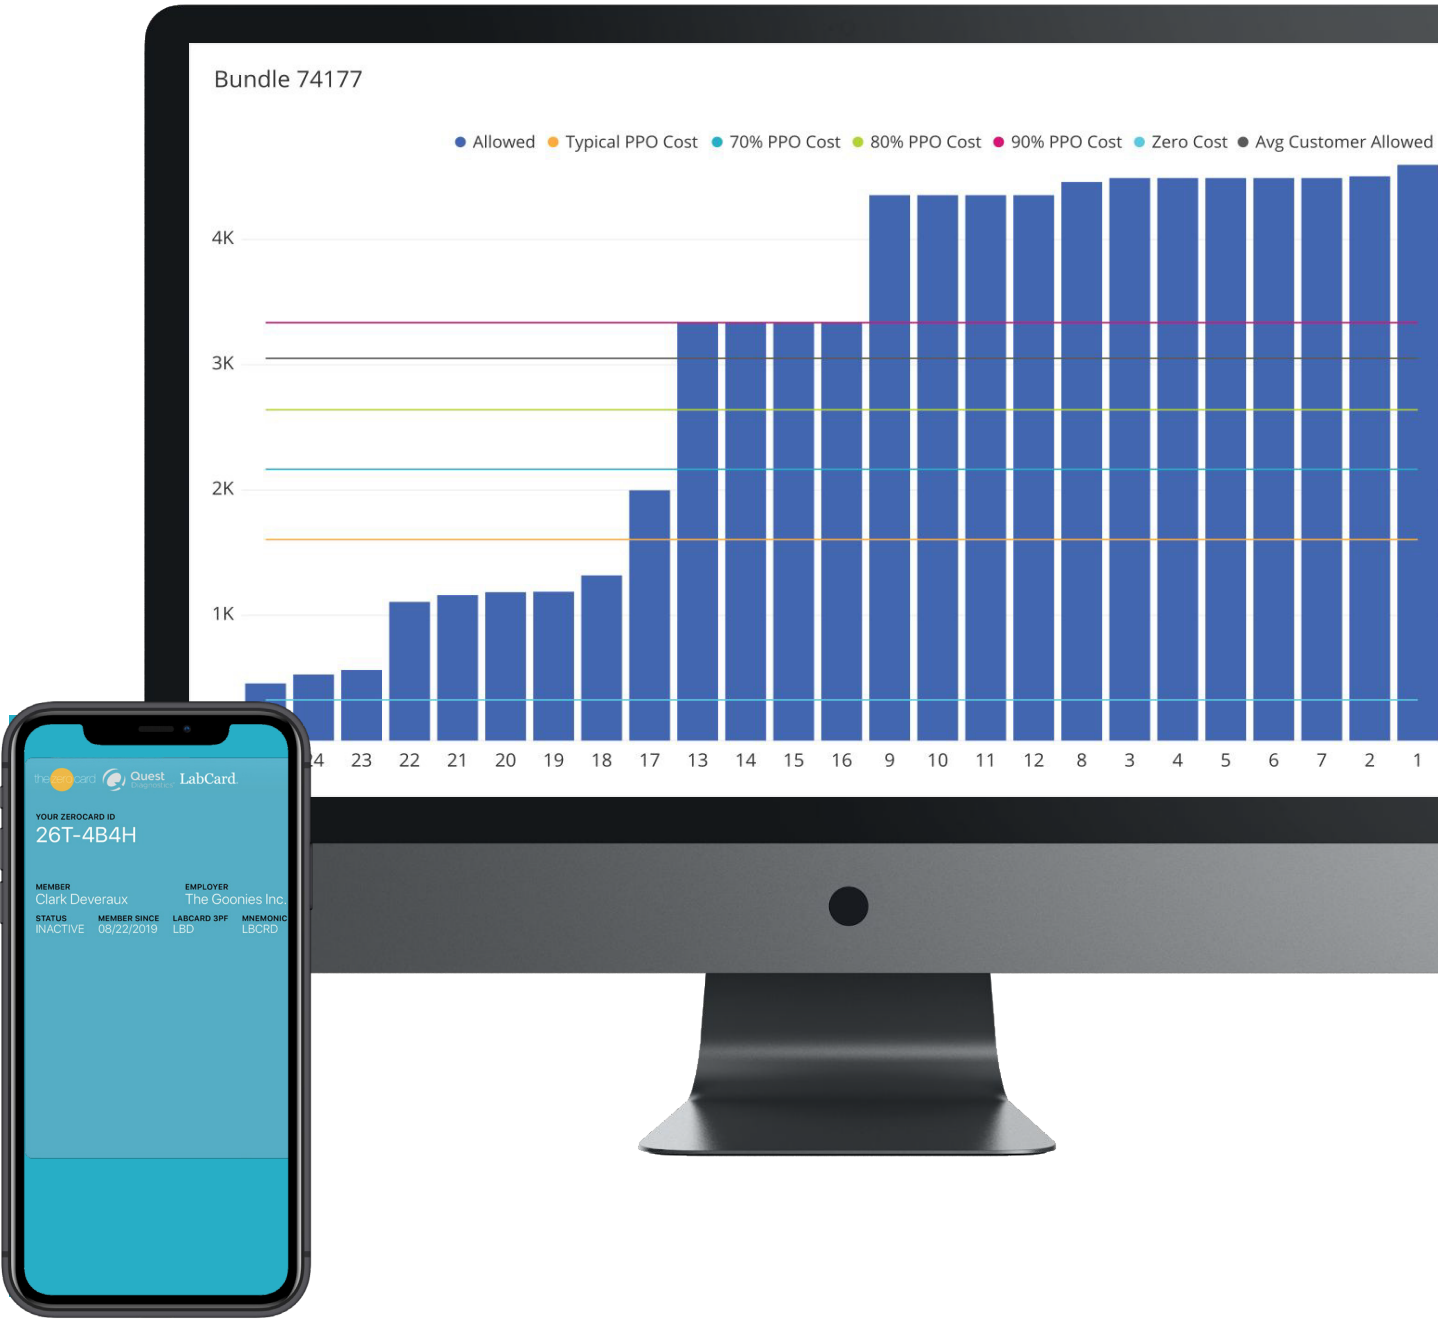 Bundle 74177
Allowed Typical PPO Cost 70% PPO Cost 80% PPO Cost 90% PPO Cost Zero Cost Avg Customer Allowed
4K
3K
2K
1K
24 23 22 21 20 19 18 17 13 14 15 16 9 10 11 12 8 3 4 5 6 7 2 1
thezerocard Quest Diagnostics LabCard
YOUR ZEROCARD ID
26T-4B4H
MEMBER EMPLOYER
Clark Deveraux The Goonies Inc.
STATUS MEMBER SINCE LABCARD 3PF MNEMONIC
INACTIVE 08/22/2019 LBD LBCRD